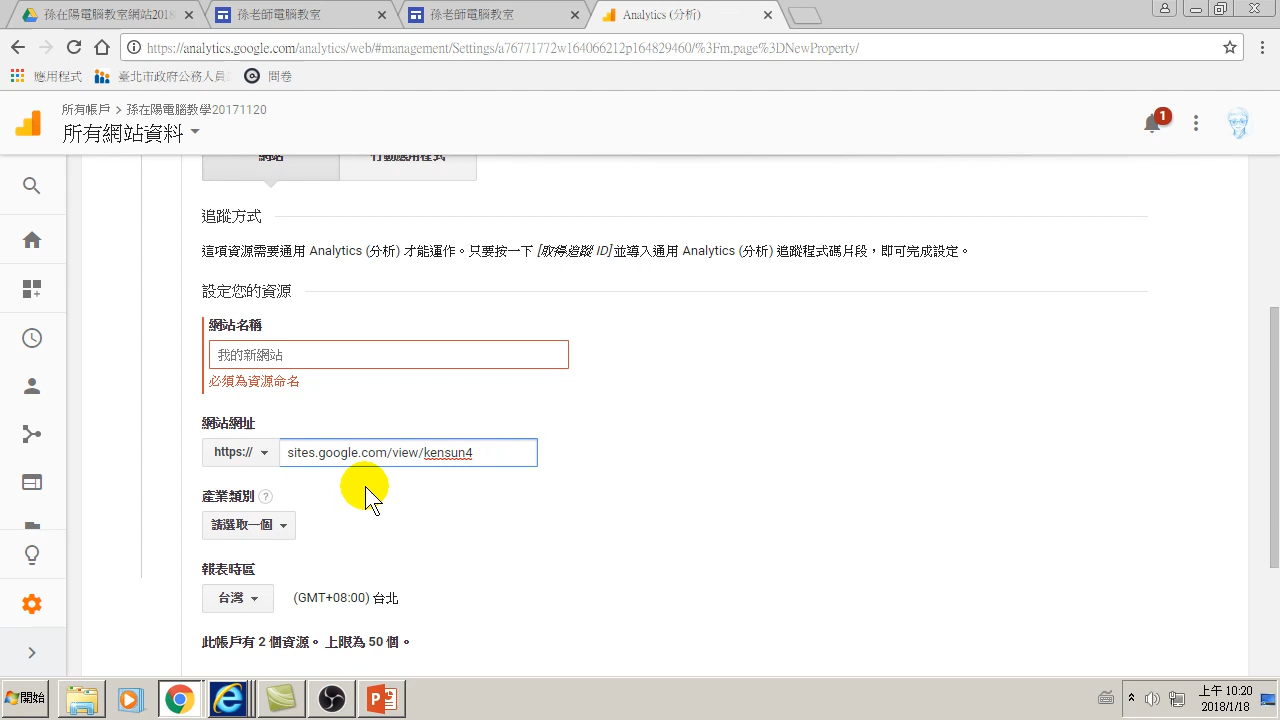 孫在陽電腦教室網站2018
孫老師電腦教室
孫老師電腦教室
Analytics (分析)
https://analytics.google.com/analytics/web/#management/Settings/a76771772w164066212p164829460/%3Fm.page%3DNewProperty/
應用程式
臺北市政府公務人員
問卷
所有帳戶 > 孫在陽電腦教學20171120
所有網站資料
1
網站
行動應用程式
追蹤方式
這項資源需要通用 Analytics (分析) 才能運作。只要按一下 [取得追蹤 ID]並導入通用 Analytics (分析) 追蹤程式碼片段，即可完成設定。
設定您的資源
網站名稱
我的新網站
必須為資源命名
網站網址
https://
sites.google.com/view/kensun4
產業類別 ?
請選取一個
報表時區
台灣
(GMT+08:00) 台北
此帳戶有 2 個資源。 上限為 50 個。
開始
上午 10:20
2018/1/18